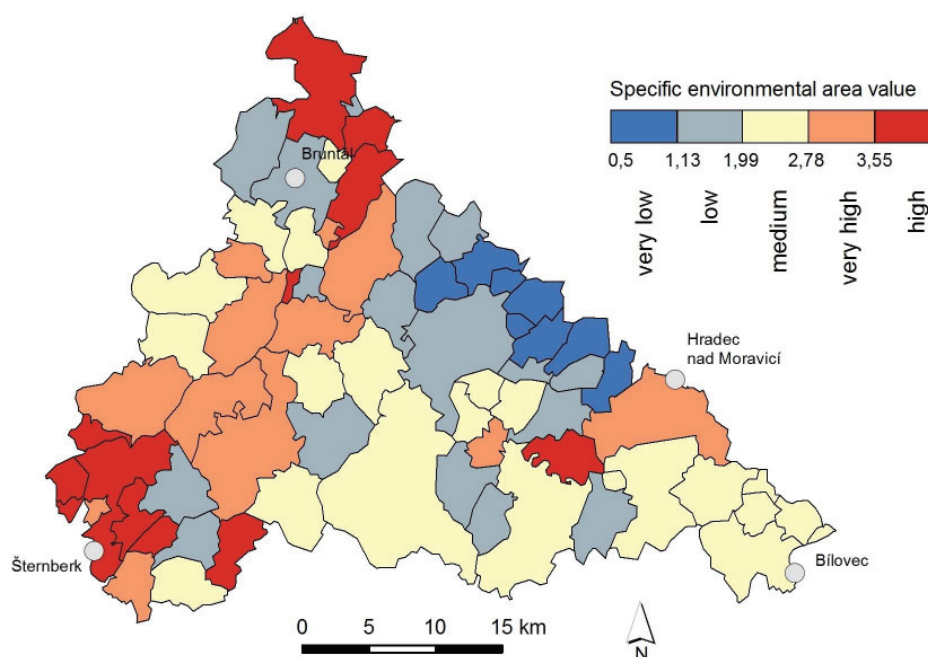 Specific environmental area value
0,5 1,13 1,99 2,78 3,55
very low
low
medium
very high
high
Bruntál
Hradec
nad Moravicí
Šternberk
Bílovec
0 5 10 15 km
N